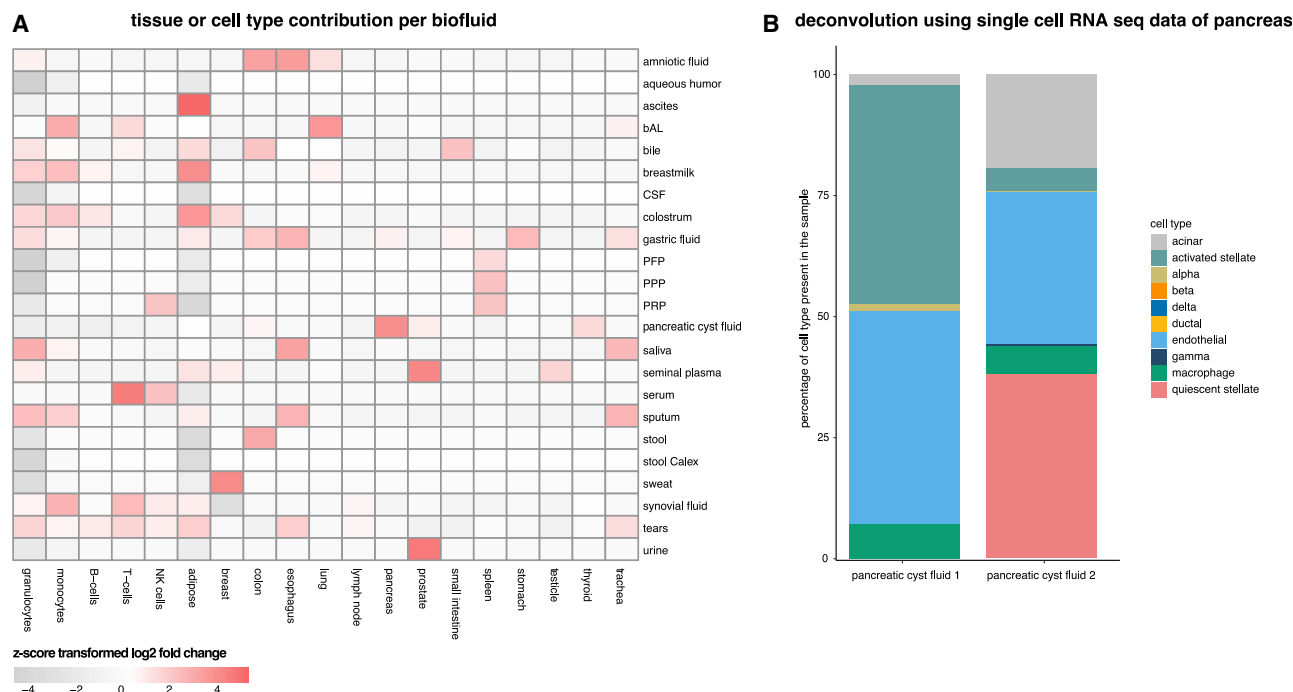 A
tissue or cell type contribution per biofluid
amniotic fluid
aqueous humor
ascites
bAL
bile
breastmilk
CSF
colostrum
gastric fluid
PFP
PPP
PRP
pancreatic cyst fluid
saliva
seminal plasma
serum
sputum
stool
stool Calex
sweat
synovial fluid
tears
urine
granulocytes
monocytes
B−cells
T−cells
NK cells
adipose
breast
colon
esophagus
lung
lymph node
pancreas
prostate
small intestine
spleen
stomach
testicle
thyroid
trachea
z-score transformed log2 fold change
−4 −2 0 2 4
B
deconvolution using single cell RNA seq data of pancreas
percentage of cell type present in the sample
100
75
50
25
0
pancreatic cyst fluid 1
pancreatic cyst fluid 2
cell type
acinar
activated stellate
alpha
beta
delta
ductal
endothelial
gamma
macrophage
quiescent stellate